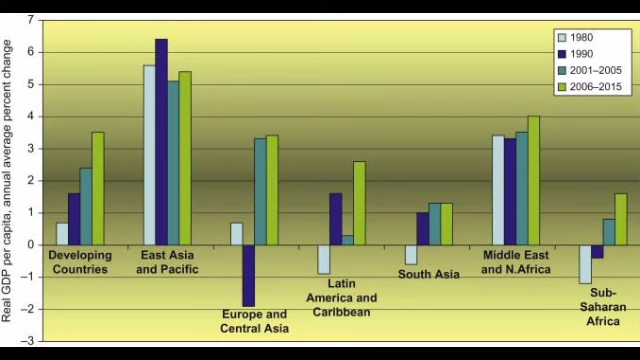 Real GDP per capita, annual average percent change
7
6
5
4
3
2
1
0
–1
–2
–3
1980
1990
2001–2005
2006–2015
Developing
Countries
East Asia
and Pacific
Europe and
Central Asia
Latin
America and
Caribbean
South Asia
Middle East
and N.Africa
Sub-
Saharan
Africa